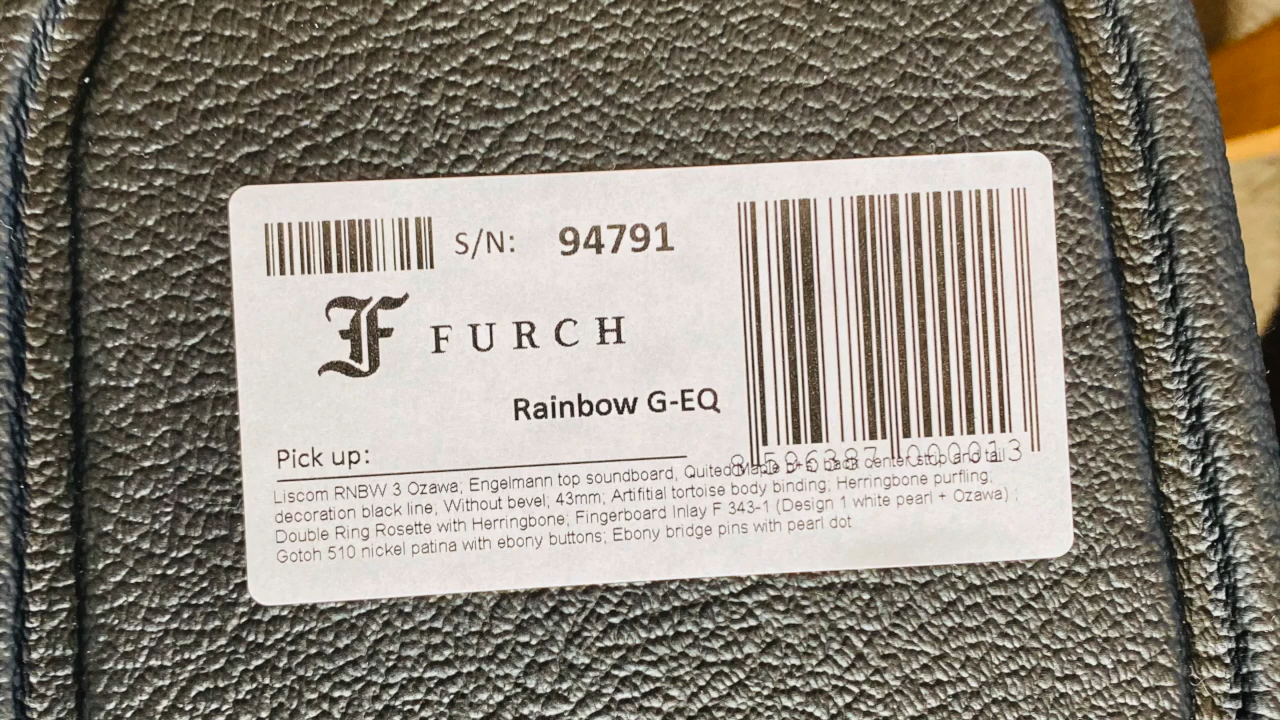 S/N: 94791
F FURCH
Rainbow G-EQ
Pick up:
8 596387 000013
Liscom RNBW 3 Ozawa; Engelmann top soundboard, Quited Maple b+s, back center stop and tail
decoration black line; Without bevel; 43mm; Artifitial tortoise body binding; Herringbone purfling;
Double Ring Rosette with Herringbone; Fingerboard Inlay F 343-1 (Design 1 white pearl + Ozawa) ;
Gotoh 510 nickel patina with ebony buttons; Ebony bridge pins with pearl dot